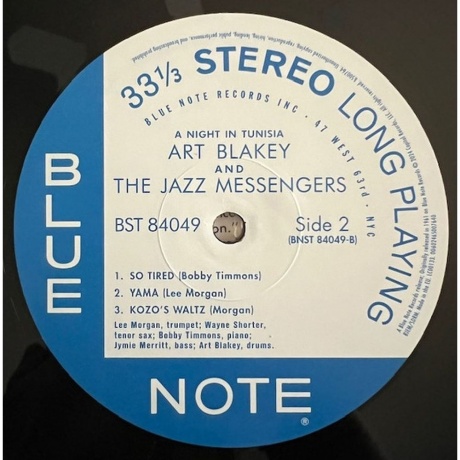 33 1/3 STEREO LONG PLAYING
BLUE NOTE RECORDS INC · 47 WEST 63rd · NYC
A NIGHT IN TUNISIA
ART BLAKEY
AND
THE JAZZ MESSENGERS
BST 84049
Side 2
(BNST 84049-B)
1. SO TIRED (Bobby Timmons)
2. YAMA (Lee Morgan)
3. KOZO'S WALTZ (Morgan)
Lee Morgan, trumpet; Wayne Shorter,
tenor sax; Bobby Timmons, piano;
Jymie Merritt, bass; Art Blakey, drums.
BLUE
NOTE
®